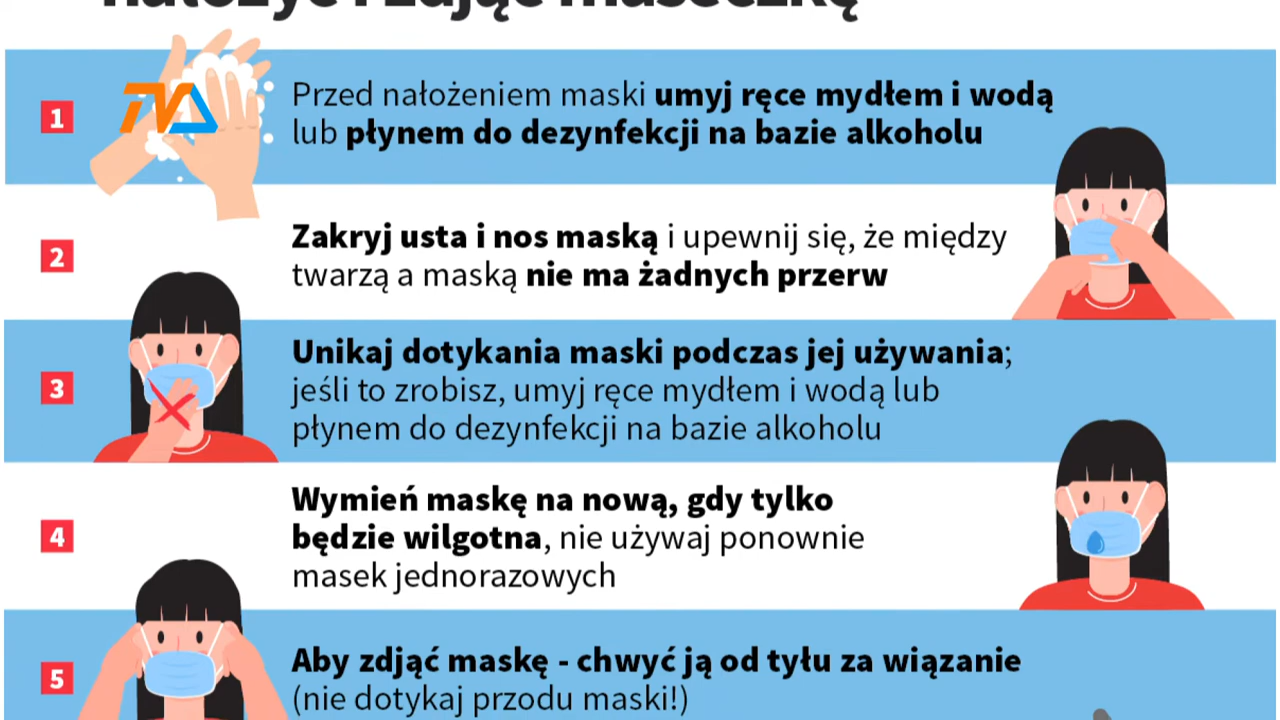 nałożyć i zdjąć maseczkę
1
Przed nałożeniem maski umyj ręce mydłem i wodą
lub płynem do dezynfekcji na bazie alkoholu
2
Zakryj usta i nos maską i upewnij się, że między
twarzą a maską nie ma żadnych przerw
3
Unikaj dotykania maski podczas jej używania;
jeśli to zrobisz, umyj ręce mydłem i wodą lub
płynem do dezynfekcji na bazie alkoholu
4
Wymień maskę na nową, gdy tylko
będzie wilgotna, nie używaj ponownie
masek jednorazowych
5
Aby zdjąć maskę - chwyć ją od tyłu za wiązanie
(nie dotykaj przodu maski!)